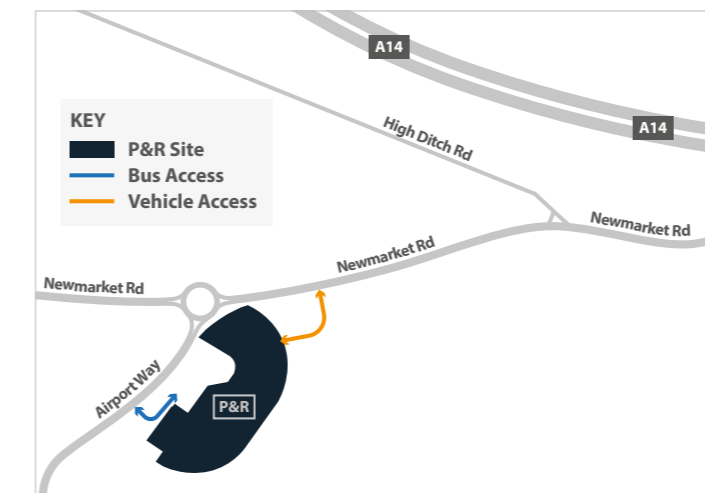 A14
A14
High Ditch Rd
KEY
P&R Site
Bus Access
Vehicle Access
Newmarket Rd
Newmarket Rd
Newmarket Rd
Airport Way
P&R